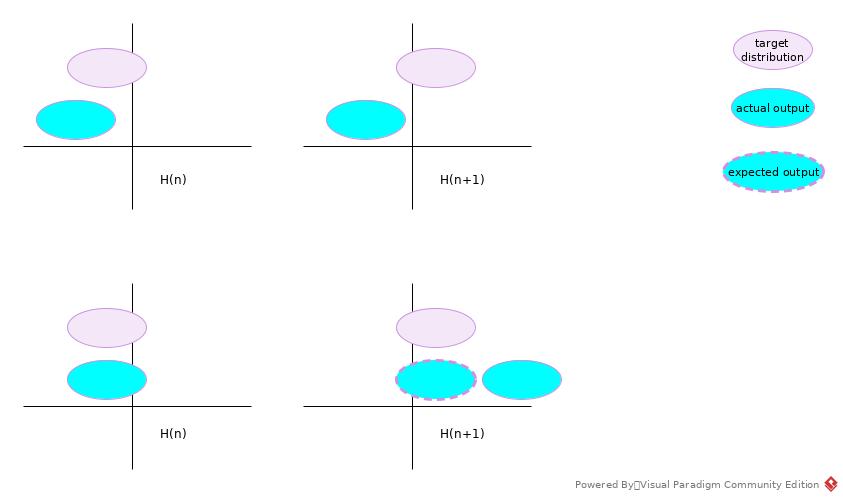 target
distribution
actual output
expected output
H(n)
H(n+1)
H(n)
H(n+1)
Powered By Visual Paradigm Community Edition